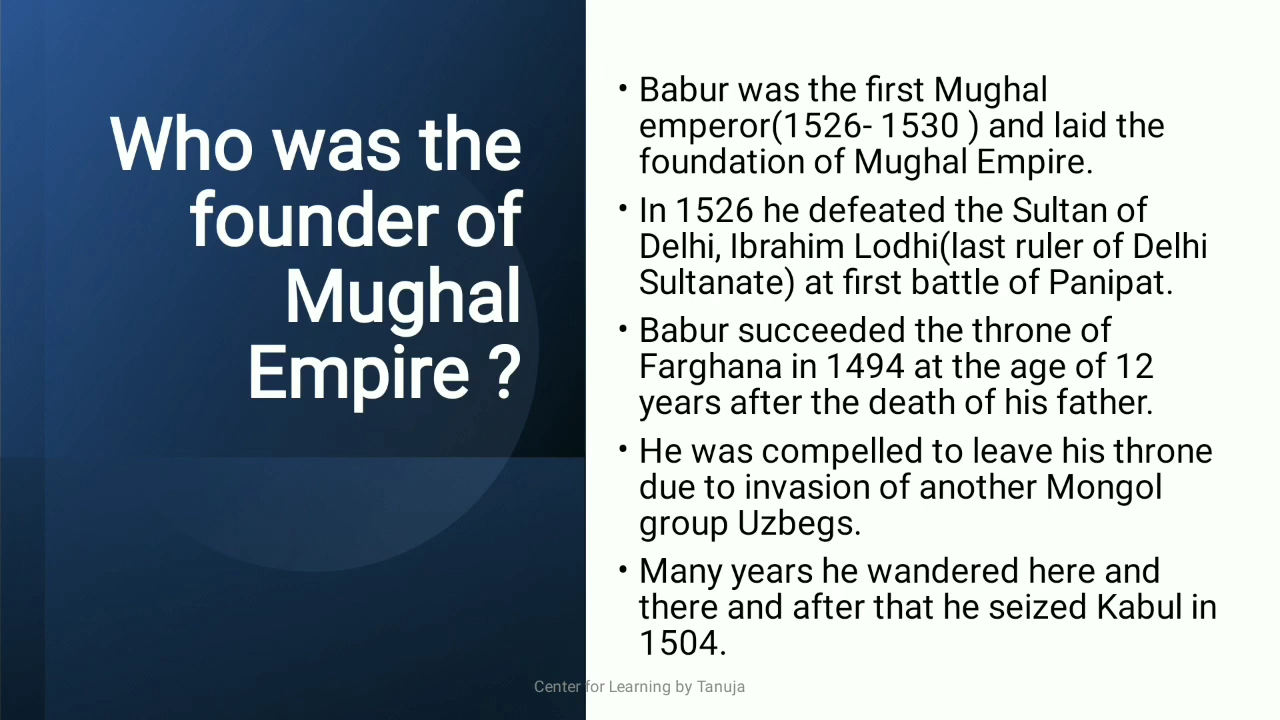 Who was the
founder of
Mughal
Empire ?
• Babur was the first Mughal
emperor(1526- 1530 ) and laid the
foundation of Mughal Empire.
• In 1526 he defeated the Sultan of
Delhi, Ibrahim Lodhi(last ruler of Delhi
Sultanate) at first battle of Panipat.
• Babur succeeded the throne of
Farghana in 1494 at the age of 12
years after the death of his father.
• He was compelled to leave his throne
due to invasion of another Mongol
group Uzbegs.
• Many years he wandered here and
there and after that he seized Kabul in
1504.
Center for Learning by Tanuja